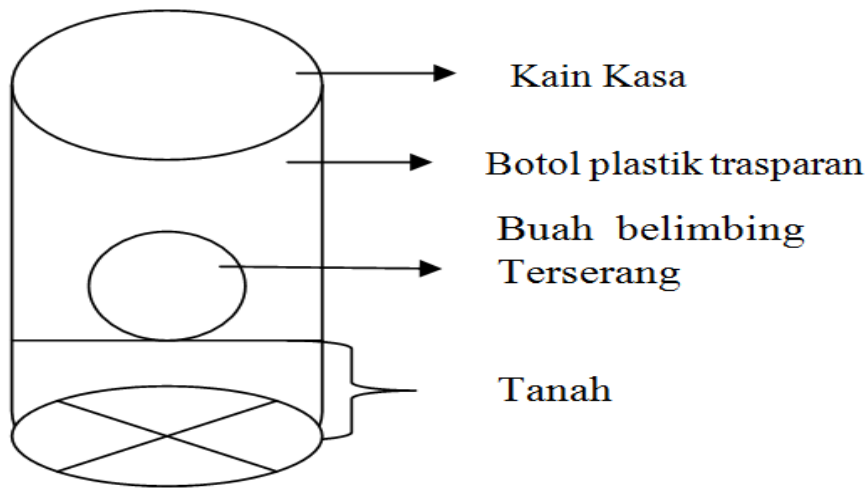 Kain Kasa
Botol plastik trasparan
Buah belimbing
Terserang
Tanah